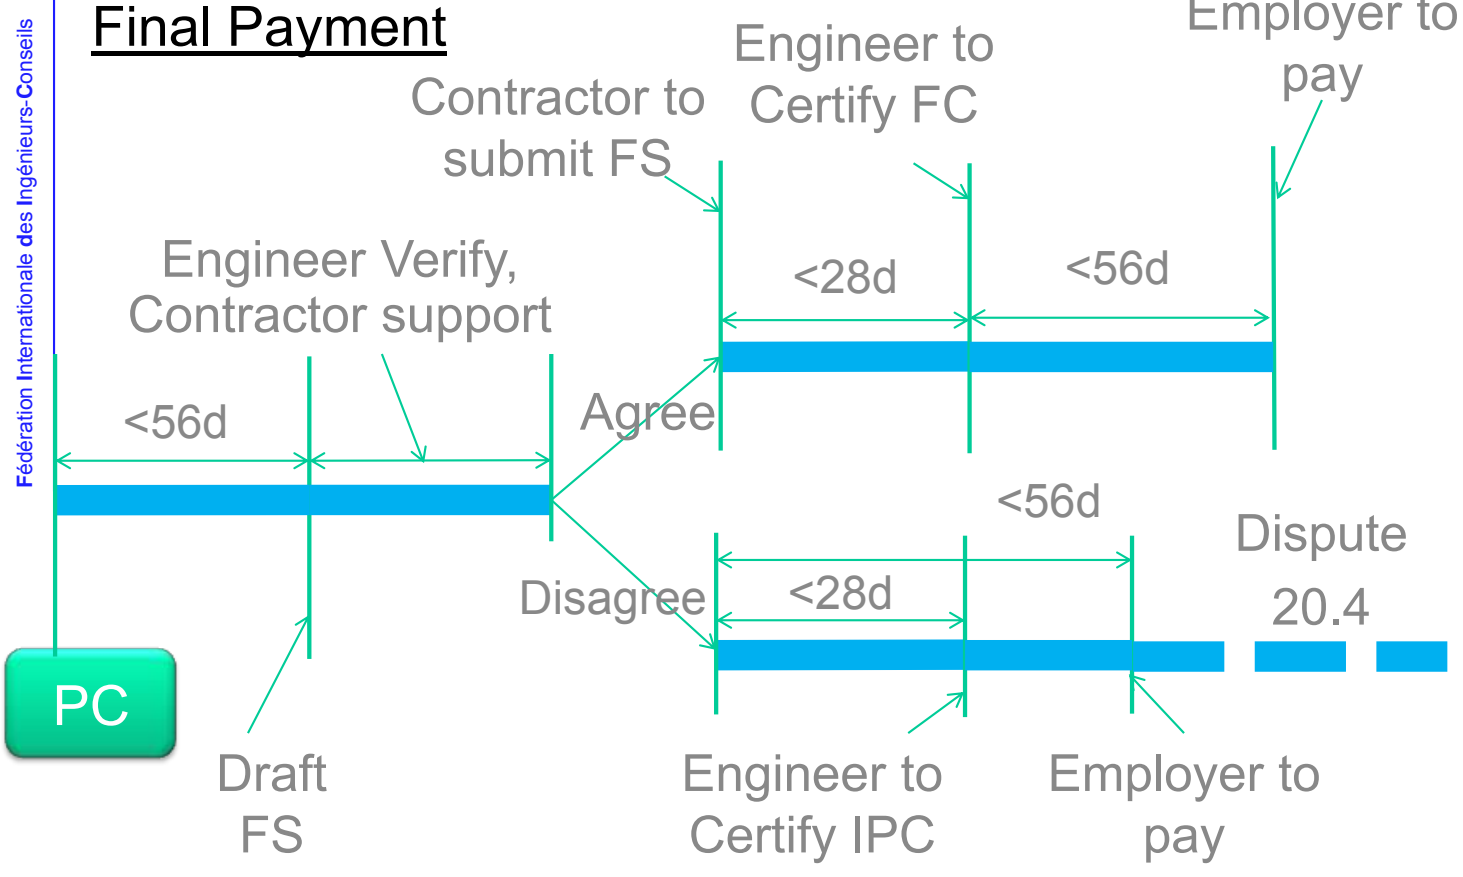 Fédération Internationale des Ingénieurs-Conseils
Final Payment
Contractor to
submit FS
Engineer to
Certify FC
Employer to
pay
Engineer Verify,
Contractor support
<28d
<56d
<56d
Agree
Disagree
<56d
<28d
Dispute
20.4
PC
Draft
FS
Engineer to
Certify IPC
Employer to
pay